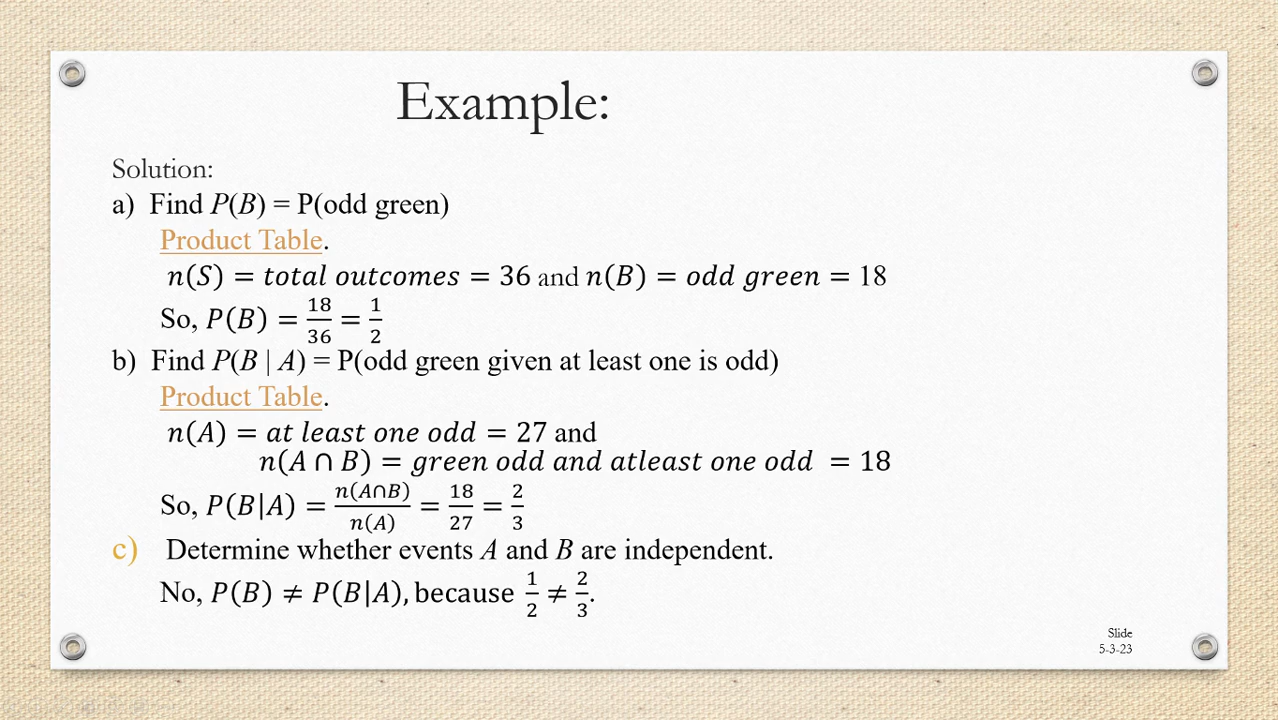 Example:
Solution:
a) Find P(B) = P(odd green)
Product Table.
n(S) = total outcomes = 36 and n(B) = odd green = 18
So, P(B) = 18/36 = 1/2
b) Find P(B | A) = P(odd green given at least one is odd)
Product Table.
n(A) = at least one odd = 27 and
n(A ∩ B) = green odd and atleast one odd = 18
So, P(B|A) = n(A∩B)/n(A) = 18/27 = 2/3
c) Determine whether events A and B are independent.
No, P(B) ≠ P(B|A), because 1/2 ≠ 2/3.
Slide
5-3-23